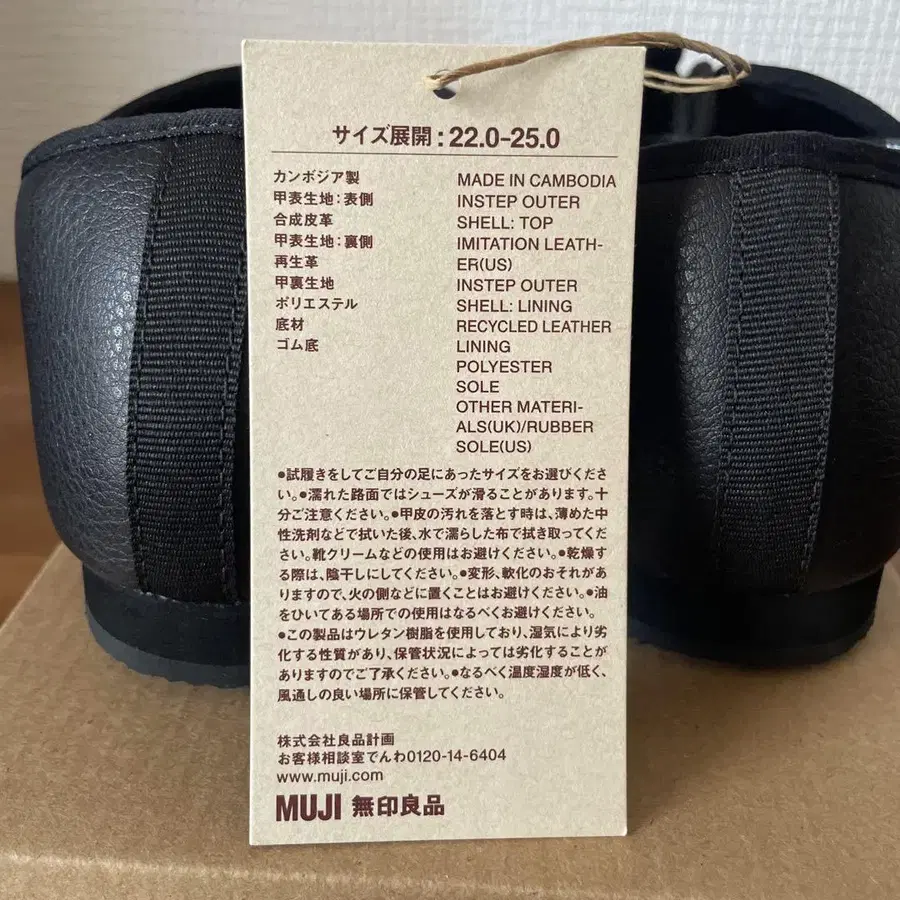 サイズ展開：22.0-25.0
カンボジア製
甲表生地：表側
合成皮革
甲表生地：裏側
再生革
甲裏生地
ポリエステル
底材
ゴム底
MADE IN CAMBODIA
INSTEP OUTER
SHELL: TOP
IMITATION LEATH-
ER(US)
INSTEP OUTER
SHELL: LINING
RECYCLED LEATHER
LINING
POLYESTER
SOLE
OTHER MATERI-
ALS(UK)/RUBBER
SOLE(US)
●試履きをしてご自分の足にあったサイズをお選びくださ
い。●濡れた路面ではシューズが滑ることがあります。十
分ご注意ください。●甲皮の汚れを落とす時は、薄めた中
性洗剤などで拭いた後、水で濡らした布で拭き取ってくだ
さい。靴クリームなどの使用はお避けください。●乾燥す
る際は、陰干しにしてください。●変形、軟化のおそれがあ
りますので、火の側などに置くことはお避けください。●油
をひいてある場所での使用はなるべくお避けください。
●この製品はウレタン樹脂を使用しており、湿気により劣
化する性質があり、保管状況によっては劣化することが
ありますのでご了承ください。●なるべく温度湿度が低く、
風通しの良い場所に保管してください。
株式会社良品計画
お客様相談室でんわ0120-14-6404
www.muji.com
MUJI 無印良品